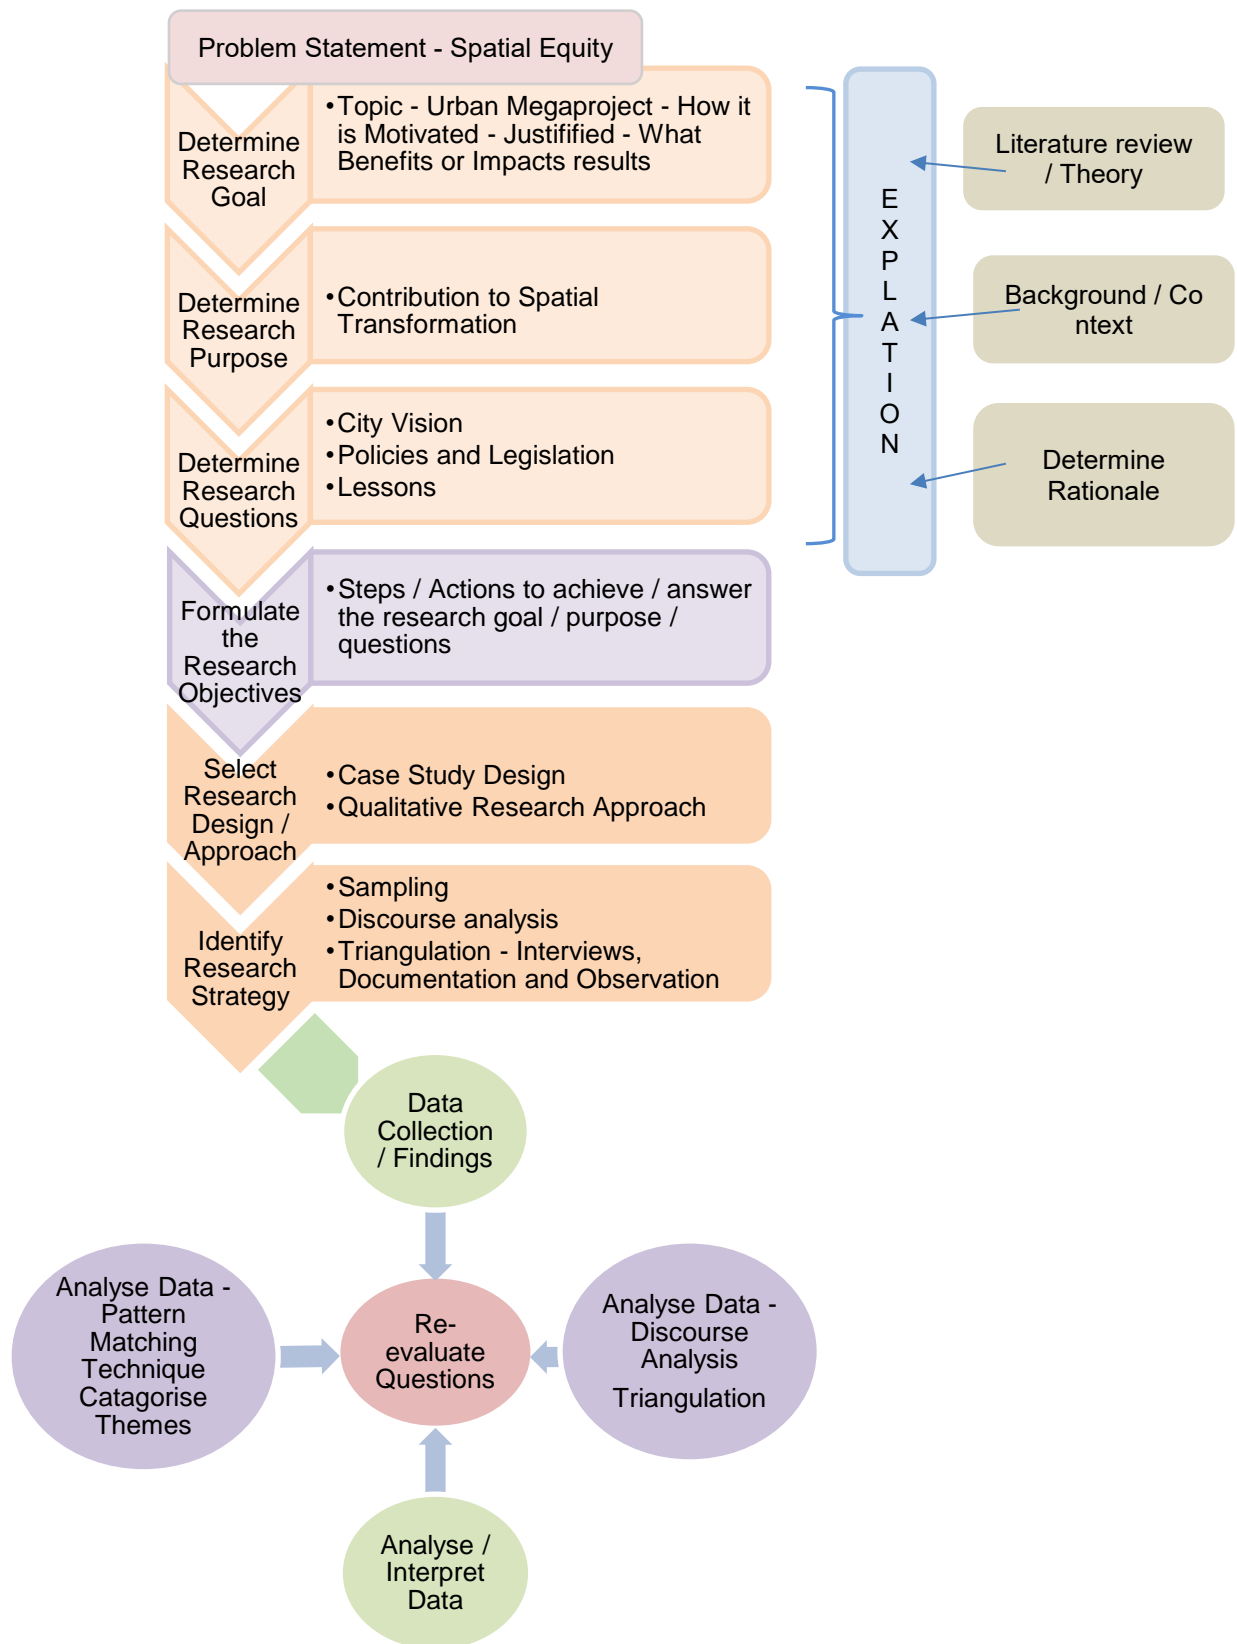 Problem Statement - Spatial Equity
Determine
Research
Goal
•Topic - Urban Megaproject - How it
is Motivated - Justifified - What
Benefits or Impacts results
Determine
Research
Purpose
•Contribution to Spatial
Transformation
Determine
Research
Questions
•City Vision
•Policies and Legislation
•Lessons
Formulate
the
Research
Objectives
•Steps / Actions to achieve / answer
the research goal / purpose /
questions
Select
Research
Design /
Approach
•Case Study Design
•Qualitative Research Approach
Identify
Research
Strategy
•Sampling
•Discourse analysis
•Triangulation - Interviews,
Documentation and Observation
E
X
P
L
A
T
I
O
N
Literature review
/ Theory
Background / Co
ntext
Determine
Rationale
Data
Collection
/ Findings
Analyse Data -
Pattern
Matching
Technique
Catagorise
Themes
Re-
evaluate
Questions
Analyse Data -
Discourse
Analysis
Triangulation
Analyse /
Interpret
Data